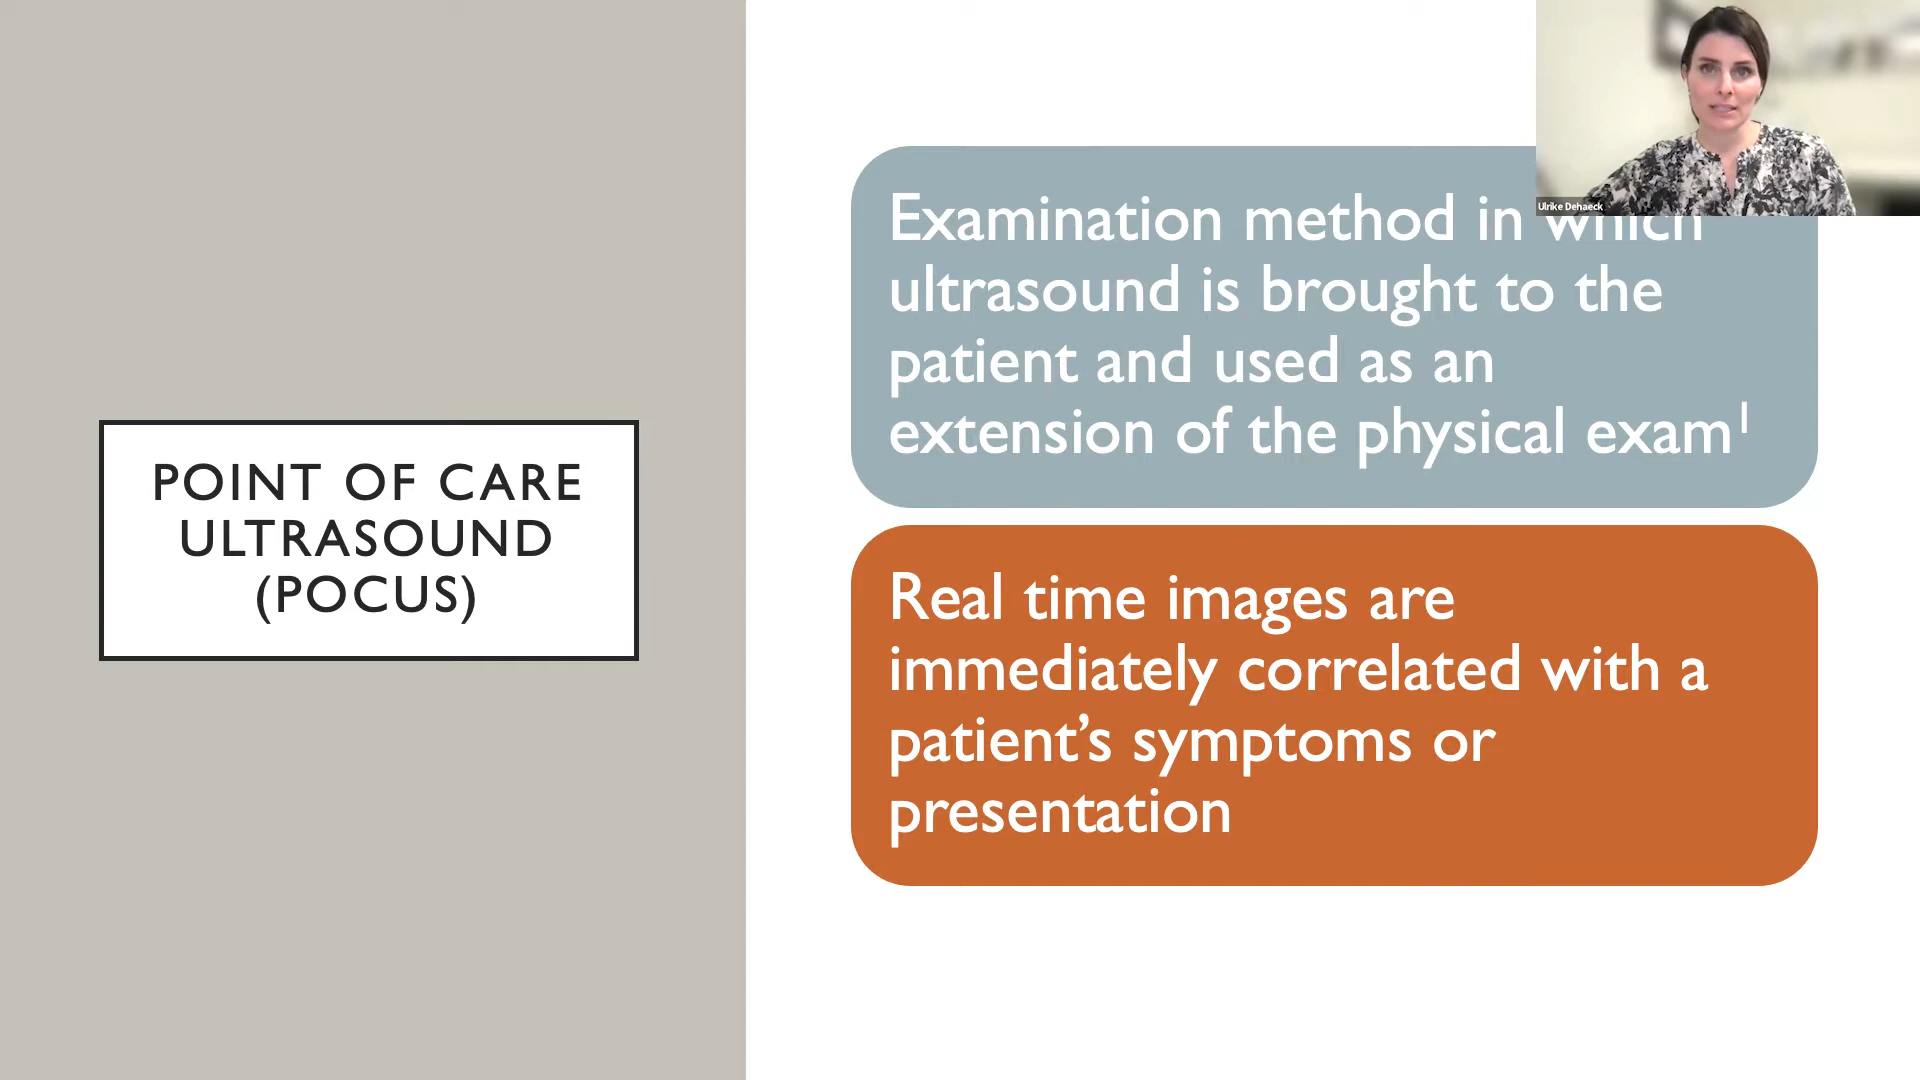 POINT OF CARE
ULTRASOUND
(POCUS)
Examination method in which
ultrasound is brought to the
patient and used as an
extension of the physical exam¹
Real time images are
immediately correlated with a
patient’s symptoms or
presentation
Ulrike Dehaeck